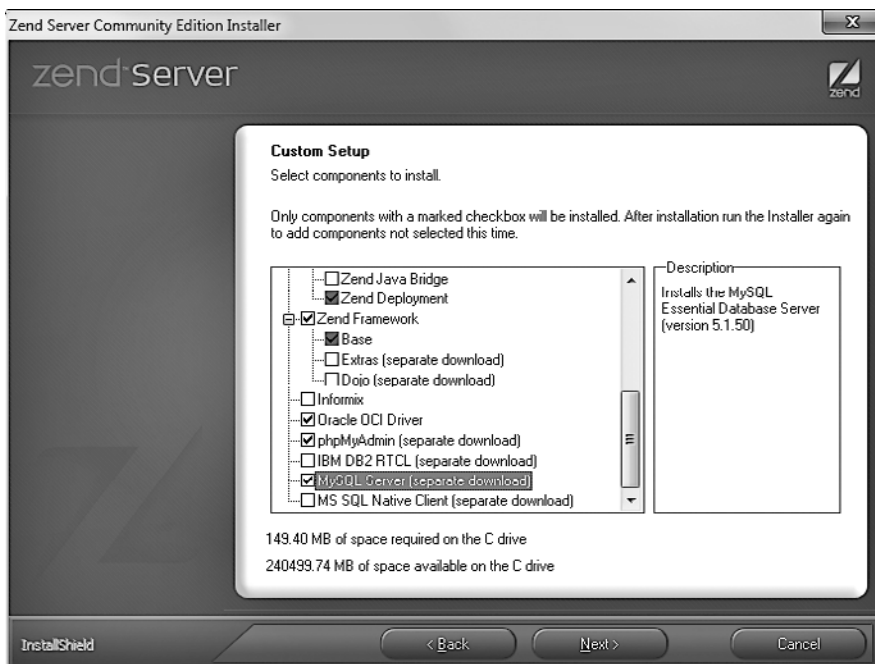 Zend Server Community Edition Installer
zend Server
zend
Custom Setup
Select components to install.
Only components with a marked checkbox will be installed. After installation run the Installer again
to add components not selected this time.
Zend Java Bridge
Zend Deployment
Zend Framework
Base
Extras (separate download)
Dojo (separate download)
Informix
Oracle OCI Driver
phpMyAdmin (separate download)
IBM DB2 RTCL (separate download)
MySQL Server (separate download)
MS SQL Native Client (separate download)
Description
Installs the MySQL
Essential Database Server
(version 5.1.50)
149.40 MB of space required on the C drive
240499.74 MB of space available on the C drive
InstallShield
< Back
Next >
Cancel